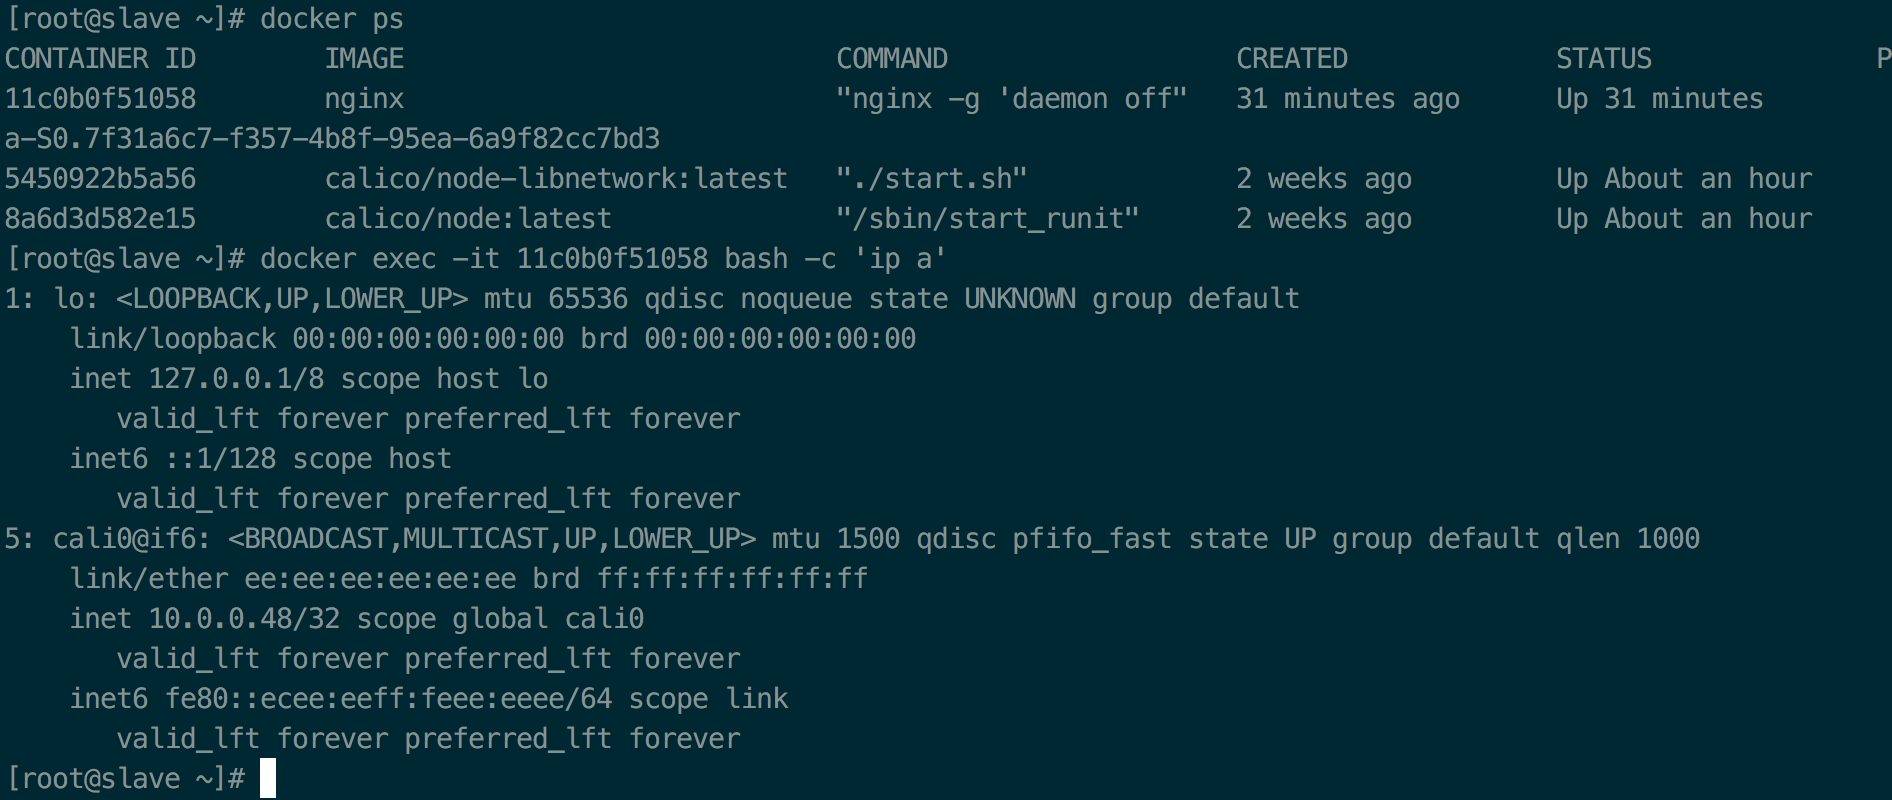 [root@slave ~]# docker ps
CONTAINER ID        IMAGE                           COMMAND                  CREATED             STATUS              P
11c0b0f51058        nginx                           "nginx -g 'daemon off"   31 minutes ago      Up 31 minutes
a-S0.7f31a6c7-f357-4b8f-95ea-6a9f82cc7bd3
5450922b5a56        calico/node-libnetwork:latest   "./start.sh"             2 weeks ago         Up About an hour
8a6d3d582e15        calico/node:latest              "/sbin/start_runit"      2 weeks ago         Up About an hour
[root@slave ~]# docker exec -it 11c0b0f51058 bash -c 'ip a'
1: lo: <LOOPBACK,UP,LOWER_UP> mtu 65536 qdisc noqueue state UNKNOWN group default
    link/loopback 00:00:00:00:00:00 brd 00:00:00:00:00:00
    inet 127.0.0.1/8 scope host lo
       valid_lft forever preferred_lft forever
    inet6 ::1/128 scope host
       valid_lft forever preferred_lft forever
5: cali0@if6: <BROADCAST,MULTICAST,UP,LOWER_UP> mtu 1500 qdisc pfifo_fast state UP group default qlen 1000
    link/ether ee:ee:ee:ee:ee:ee brd ff:ff:ff:ff:ff:ff
    inet 10.0.0.48/32 scope global cali0
       valid_lft forever preferred_lft forever
    inet6 fe80::ecee:eeff:feee:eeee/64 scope link
       valid_lft forever preferred_lft forever
[root@slave ~]#